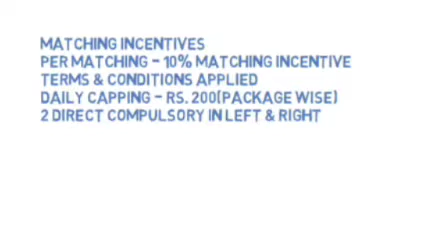 MATCHING INCENTIVES
PER MATCHING - 10% MATCHING INCENTIVE
TERMS & CONDITIONS APPLIED
DAILY CAPPING - RS. 200(PACKAGE WISE)
2 DIRECT COMPULSORY IN LEFT & RIGHT